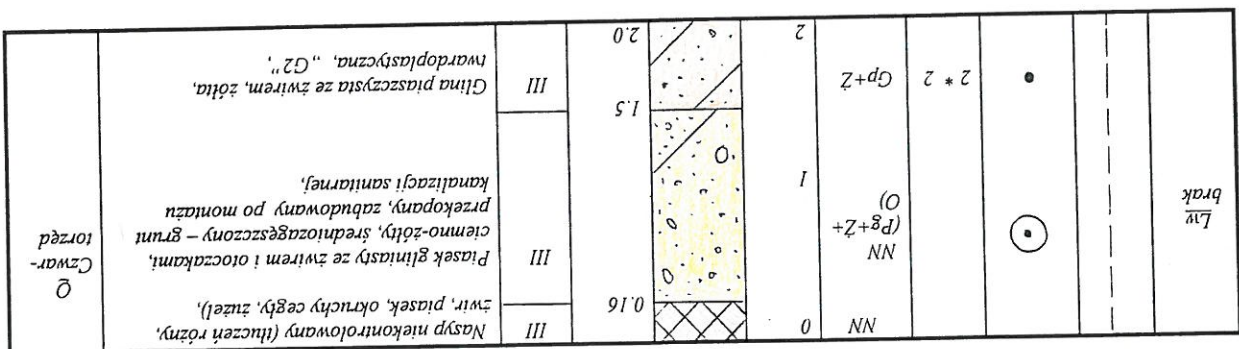 Lw
brak
NN
NN
(Pg+Ż+
O)
Gp+Ż
2 * 2
0
1
2
0.16
1.5
2.0
III
III
III
Nasyp niekontrolowany (tłuczeń różny,
żwir, piasek, okruchy cegły, żużel),
Piasek gliniasty ze żwirem i otoczakami,
ciemno-żółty, średniozagęszczony – grunt
przekopany, zabudowany po montażu
kanalizacji sanitarnej,
Glina piaszczysta ze żwirem, żółta,
twardoplastyczna, „G2”,
Q
Czwar-
torzęd